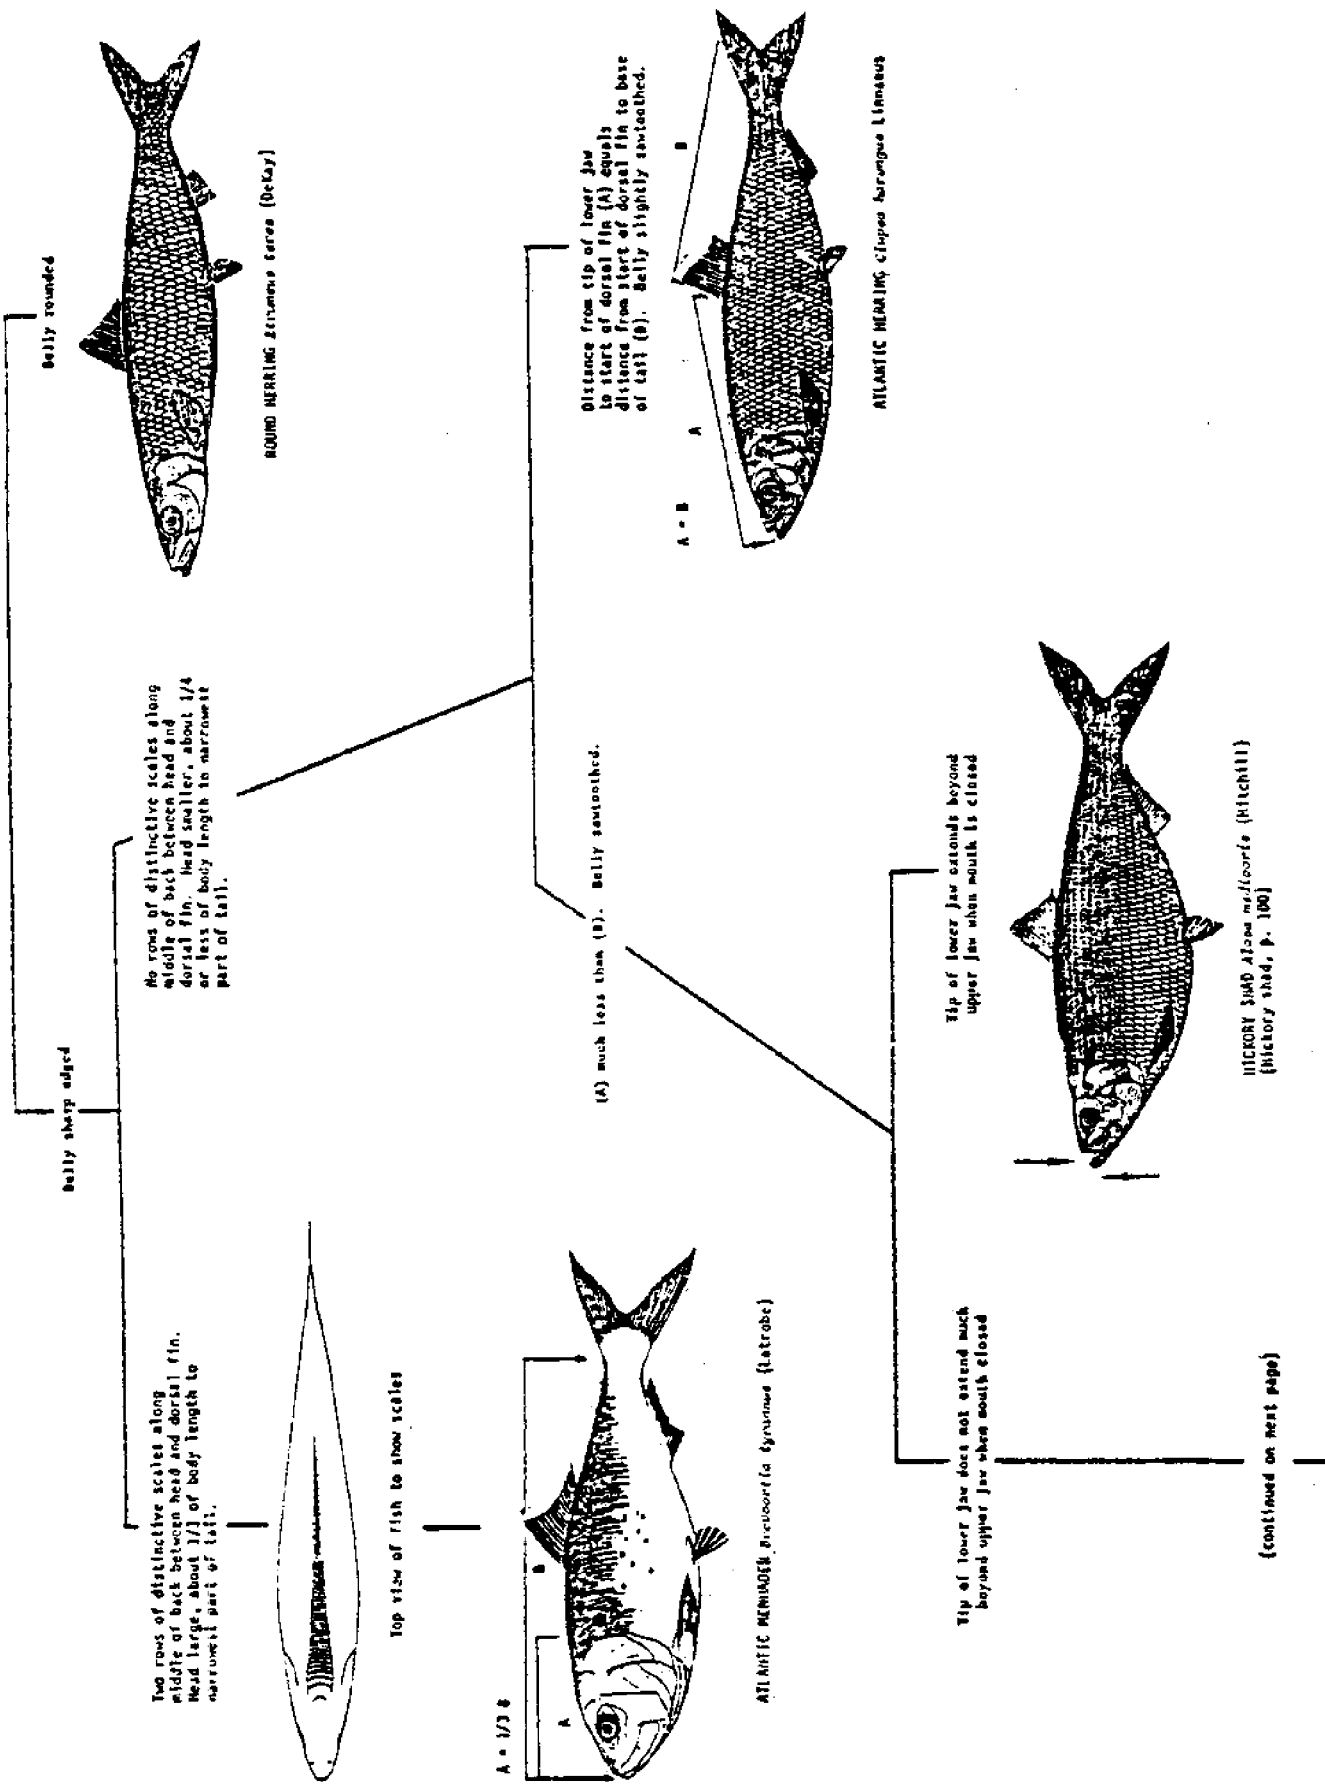 Belly sharp edged
Belly rounded
Two rows of distinctive scales along
middle of back between head and dorsal fin.
Head large, about 1/3 of body length to
narrowest part of tail.
No rows of distinctive scales along
middle of back between head and
dorsal fin. Head smaller, about 1/4
or less of body length to narrowest
part of tail.
ROUND HERRING Etrumeus teres (DeKay)
Top view of fish to show scales
A = 1/3 B
A
B
ATLANTIC MENHADEN Brevoortia tyrannus (Latrobe)
(A) much less than (B). Belly sawtoothed.
Distance from tip of lower jaw
to start of dorsal fin (A) equals
distance from start of dorsal fin to base
of tail (B). Belly slightly sawtoothed.
A = B
A
B
ATLANTIC HERRING Clupea harengus Linnaeus
Tip of lower jaw does not extend much
beyond upper jaw when mouth closed
(continued on next page)
Tip of lower jaw extends beyond
upper jaw when mouth is closed
HICKORY SHAD Alosa mediocris (Mitchill)
(Hickory shad, p. 100)